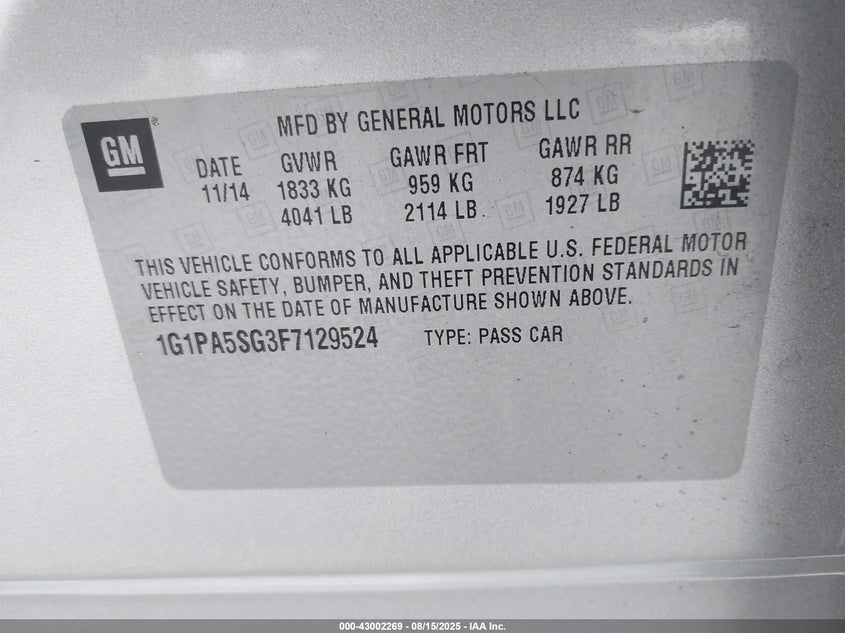 MFD BY GENERAL MOTORS LLC
GM®
DATE GVWR GAWR FRT GAWR RR
11/14 1833 KG 959 KG 874 KG
4041 LB 2114 LB 1927 LB
THIS VEHICLE CONFORMS TO ALL APPLICABLE U.S. FEDERAL MOTOR
VEHICLE SAFETY, BUMPER, AND THEFT PREVENTION STANDARDS IN
EFFECT ON THE DATE OF MANUFACTURE SHOWN ABOVE.
1G1PA5SG3F7129524 TYPE: PASS CAR
000-43002269 - 08/15/2025 - IAA Inc.